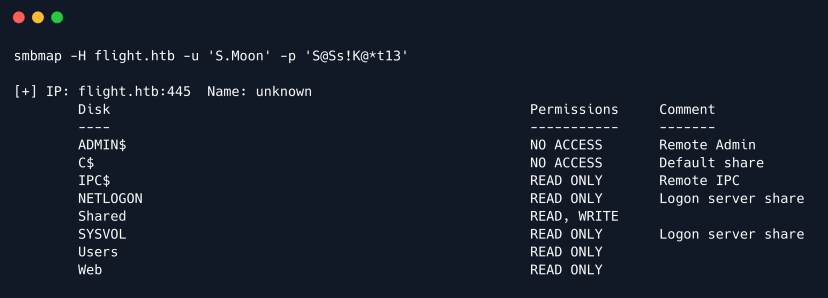 smbmap -H flight.htb -u 'S.Moon' -p 'S@Ss!K@*t13'
[+] IP: flight.htb:445  Name: unknown
Disk Permissions Comment
---- ----------- -------
ADMIN$ NO ACCESS Remote Admin
C$ NO ACCESS Default share
IPC$ READ ONLY Remote IPC
NETLOGON READ ONLY Logon server share
Shared READ, WRITE
SYSVOL READ ONLY Logon server share
Users READ ONLY
Web READ ONLY